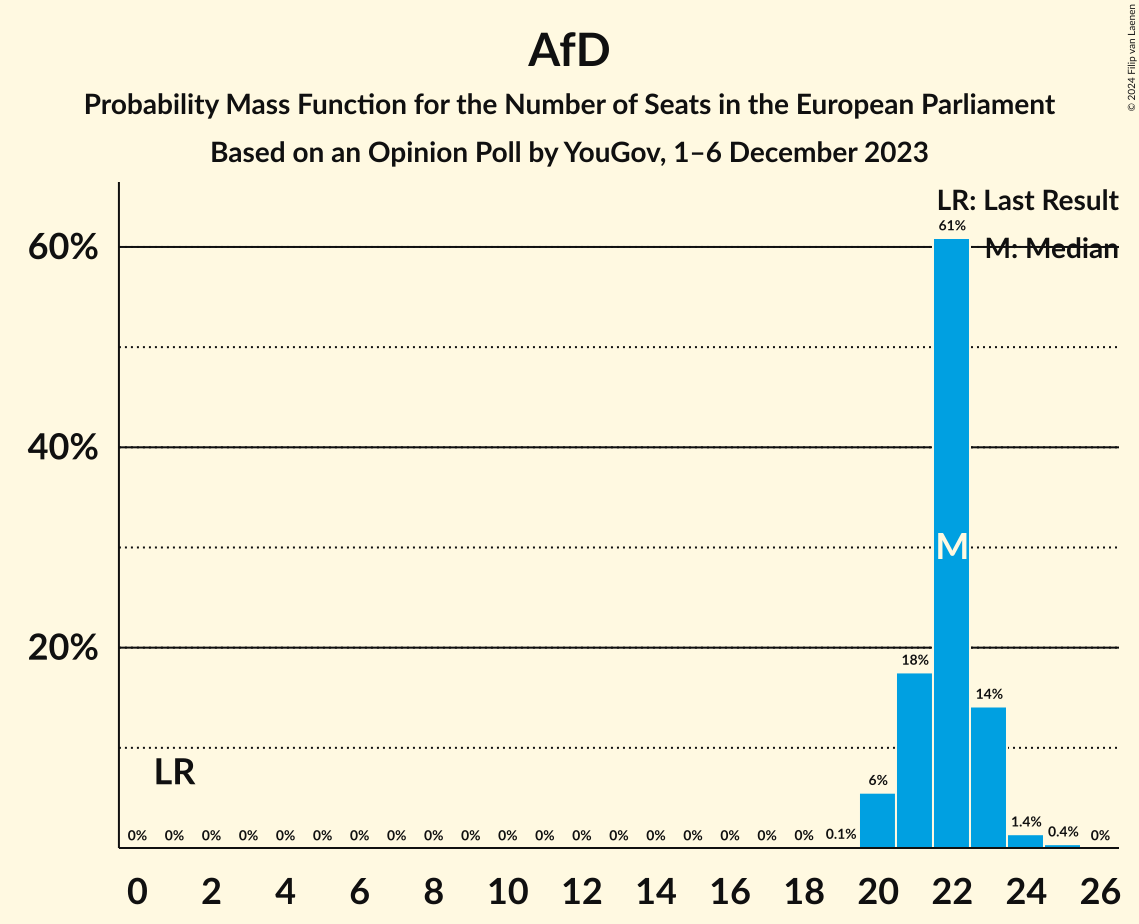 AfD
Probability Mass Function for the Number of Seats in the European Parliament
Based on an Opinion Poll by YouGov, 1–6 December 2023
© 2024 Filip van Laenen
LR: Last Result
M: Median
60%
40%
20%
61%
M
18%
14%
LR
6%
0% 0% 0% 0% 0% 0% 0% 0% 0% 0% 0% 0% 0% 0% 0% 0% 0% 0% 0% 0.1% 1.4% 0.4% 0%
0 2 4 6 8 10 12 14 16 18 20 22 24 26